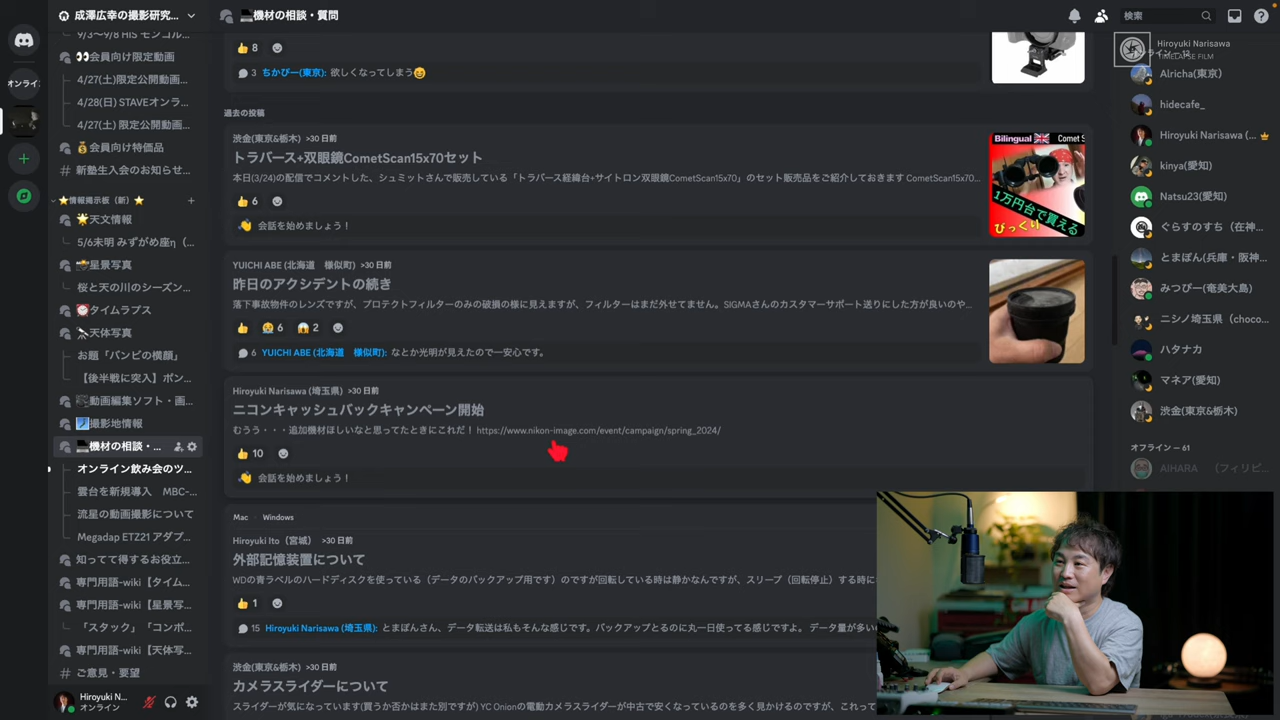 成澤広幸の撮影研究...
機材の相談・質問
検索
オンライ
9/3〜9/8 HIS モンゴル...
会員向け限定動画
4/27(土)限定公開動画...
4/28(日) STAVEオンラ...
4/27(土) 限定公開動画...
会員向け特価品
# 新塾生入会のお知らせ...
情報掲示板（新）
天文情報
5/6未明 みずがめ座η（...
星景写真
桜と天の川のシーズン...
タイムラプス
天体写真
お題「パンピの横顔」
【後半戦に突入】ポン...
動画編集ソフト・画...
撮影地情報
機材の相談・...
オンライン飲み会のツ...
雲台を新規導入　MBC-...
流星の動画撮影について
Megadap ETZ21 アダプ...
知ってて得するお役立...
専門用語-wiki【タイム...
専門用語-wiki【星景写...
「スタック」「コンポ...
専門用語-wiki【天体写...
# ご意見・要望
Hiroyuki N...
オンライン
8
3 ちかぴー(東京): 欲しくなってしまう
過去の投稿
渋金(東京&栃木) >30 日前
トラバース+双眼鏡CometScan15x70セット
本日(3/24)の配信でコメントした、シュミットさんで販売している「トラバース経緯台+サイトロン双眼鏡CometScan15x70」のセット販売品をご紹介しておきます CometScan15x70...
6
会話を始めましょう！
Bilingual Comet S
1万円台で買える
びっくり
YUICHI ABE (北海道　様似町) >30 日前
昨日のアクシデントの続き
落下事故物件のレンズですが、プロテクトフィルターのみの破損の様に見えますが、フィルターはまだ外せてません。SIGMAさんのカスタマーサポート送りにした方が良いのや...
6 2
6 YUICHI ABE (北海道　様似町): なとか光明が見えたので一安心です。
Hiroyuki Narisawa (埼玉県) >30 日前
ニコンキャッシュバックキャンペーン開始
むうう・・・追加機材ほしいなと思ってたときにこれだ！ https://www.nikon-image.com/event/campaign/spring_2024/
10
会話を始めましょう！
Mac Windows
Hiroyuki Ito（宮城） >30 日前
外部記憶装置について
WDの青ラベルのハードディスクを使っている（データのバックアップ用です）のですが回転している時は静かなんですが、スリープ（回転停止）する時に
1
15 Hiroyuki Narisawa (埼玉県): とまぽんさん、データ転送は私もそんな感じです。バックアップとるのに丸一日使ってる感じですよ。データ量が多い
渋金(東京&栃木) >30 日前
カメラスライダーについて
スライダーが気になっています(買うか否かはまた別ですが) YC Onionの電動カメラスライダーが中古で安くなっているのを多く見かけるのですが、これって
Hiroyuki Narisawa
TIMELAPSE FILM
Alricha(東京)
hidecafe_
Hiroyuki Narisawa (...
kinya(愛知)
Natsu23(愛知)
ぐらすのすち（在神...
とまぽん(兵庫・阪神...
みつぴー(奄美大島)
ニシノ埼玉県（choco...
ハタナカ
マネア(愛知)
渋金(東京&栃木)
オフライン — 61
AIHARA （フィリピ...